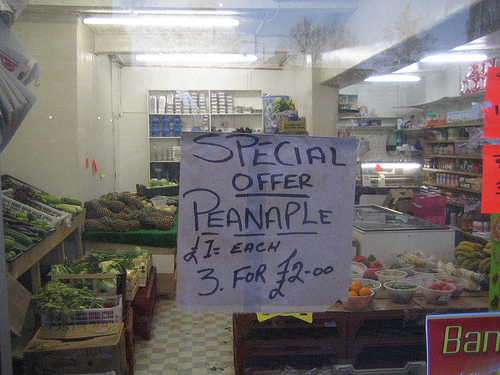 SPECIAL
OFFER
PEANAPLE
£1= EACH
3. FOR £2-00
Ban